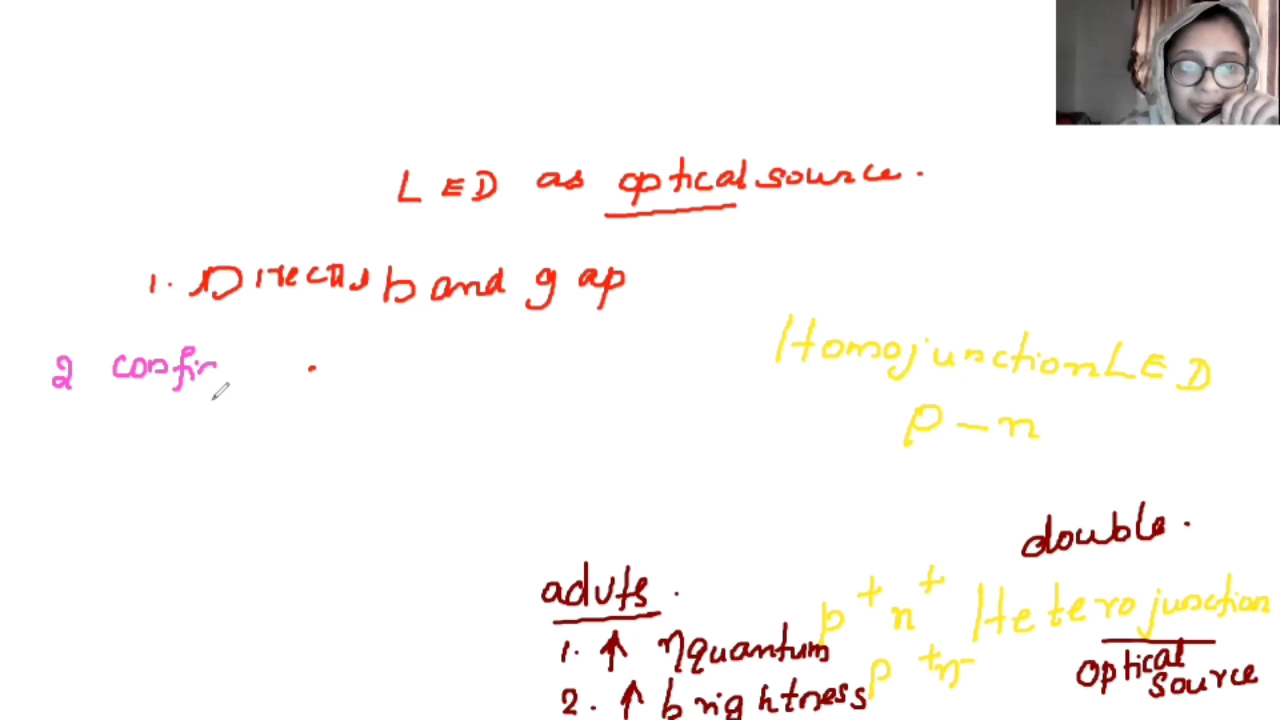 LED as optical source.
1. Direct band gap
2 confin
Homojunction LED
p-n
double.
p+ n+ Heterojunction
optical source
p+ n-
advts.
1. ↑ η quantum
2. ↑ brightness